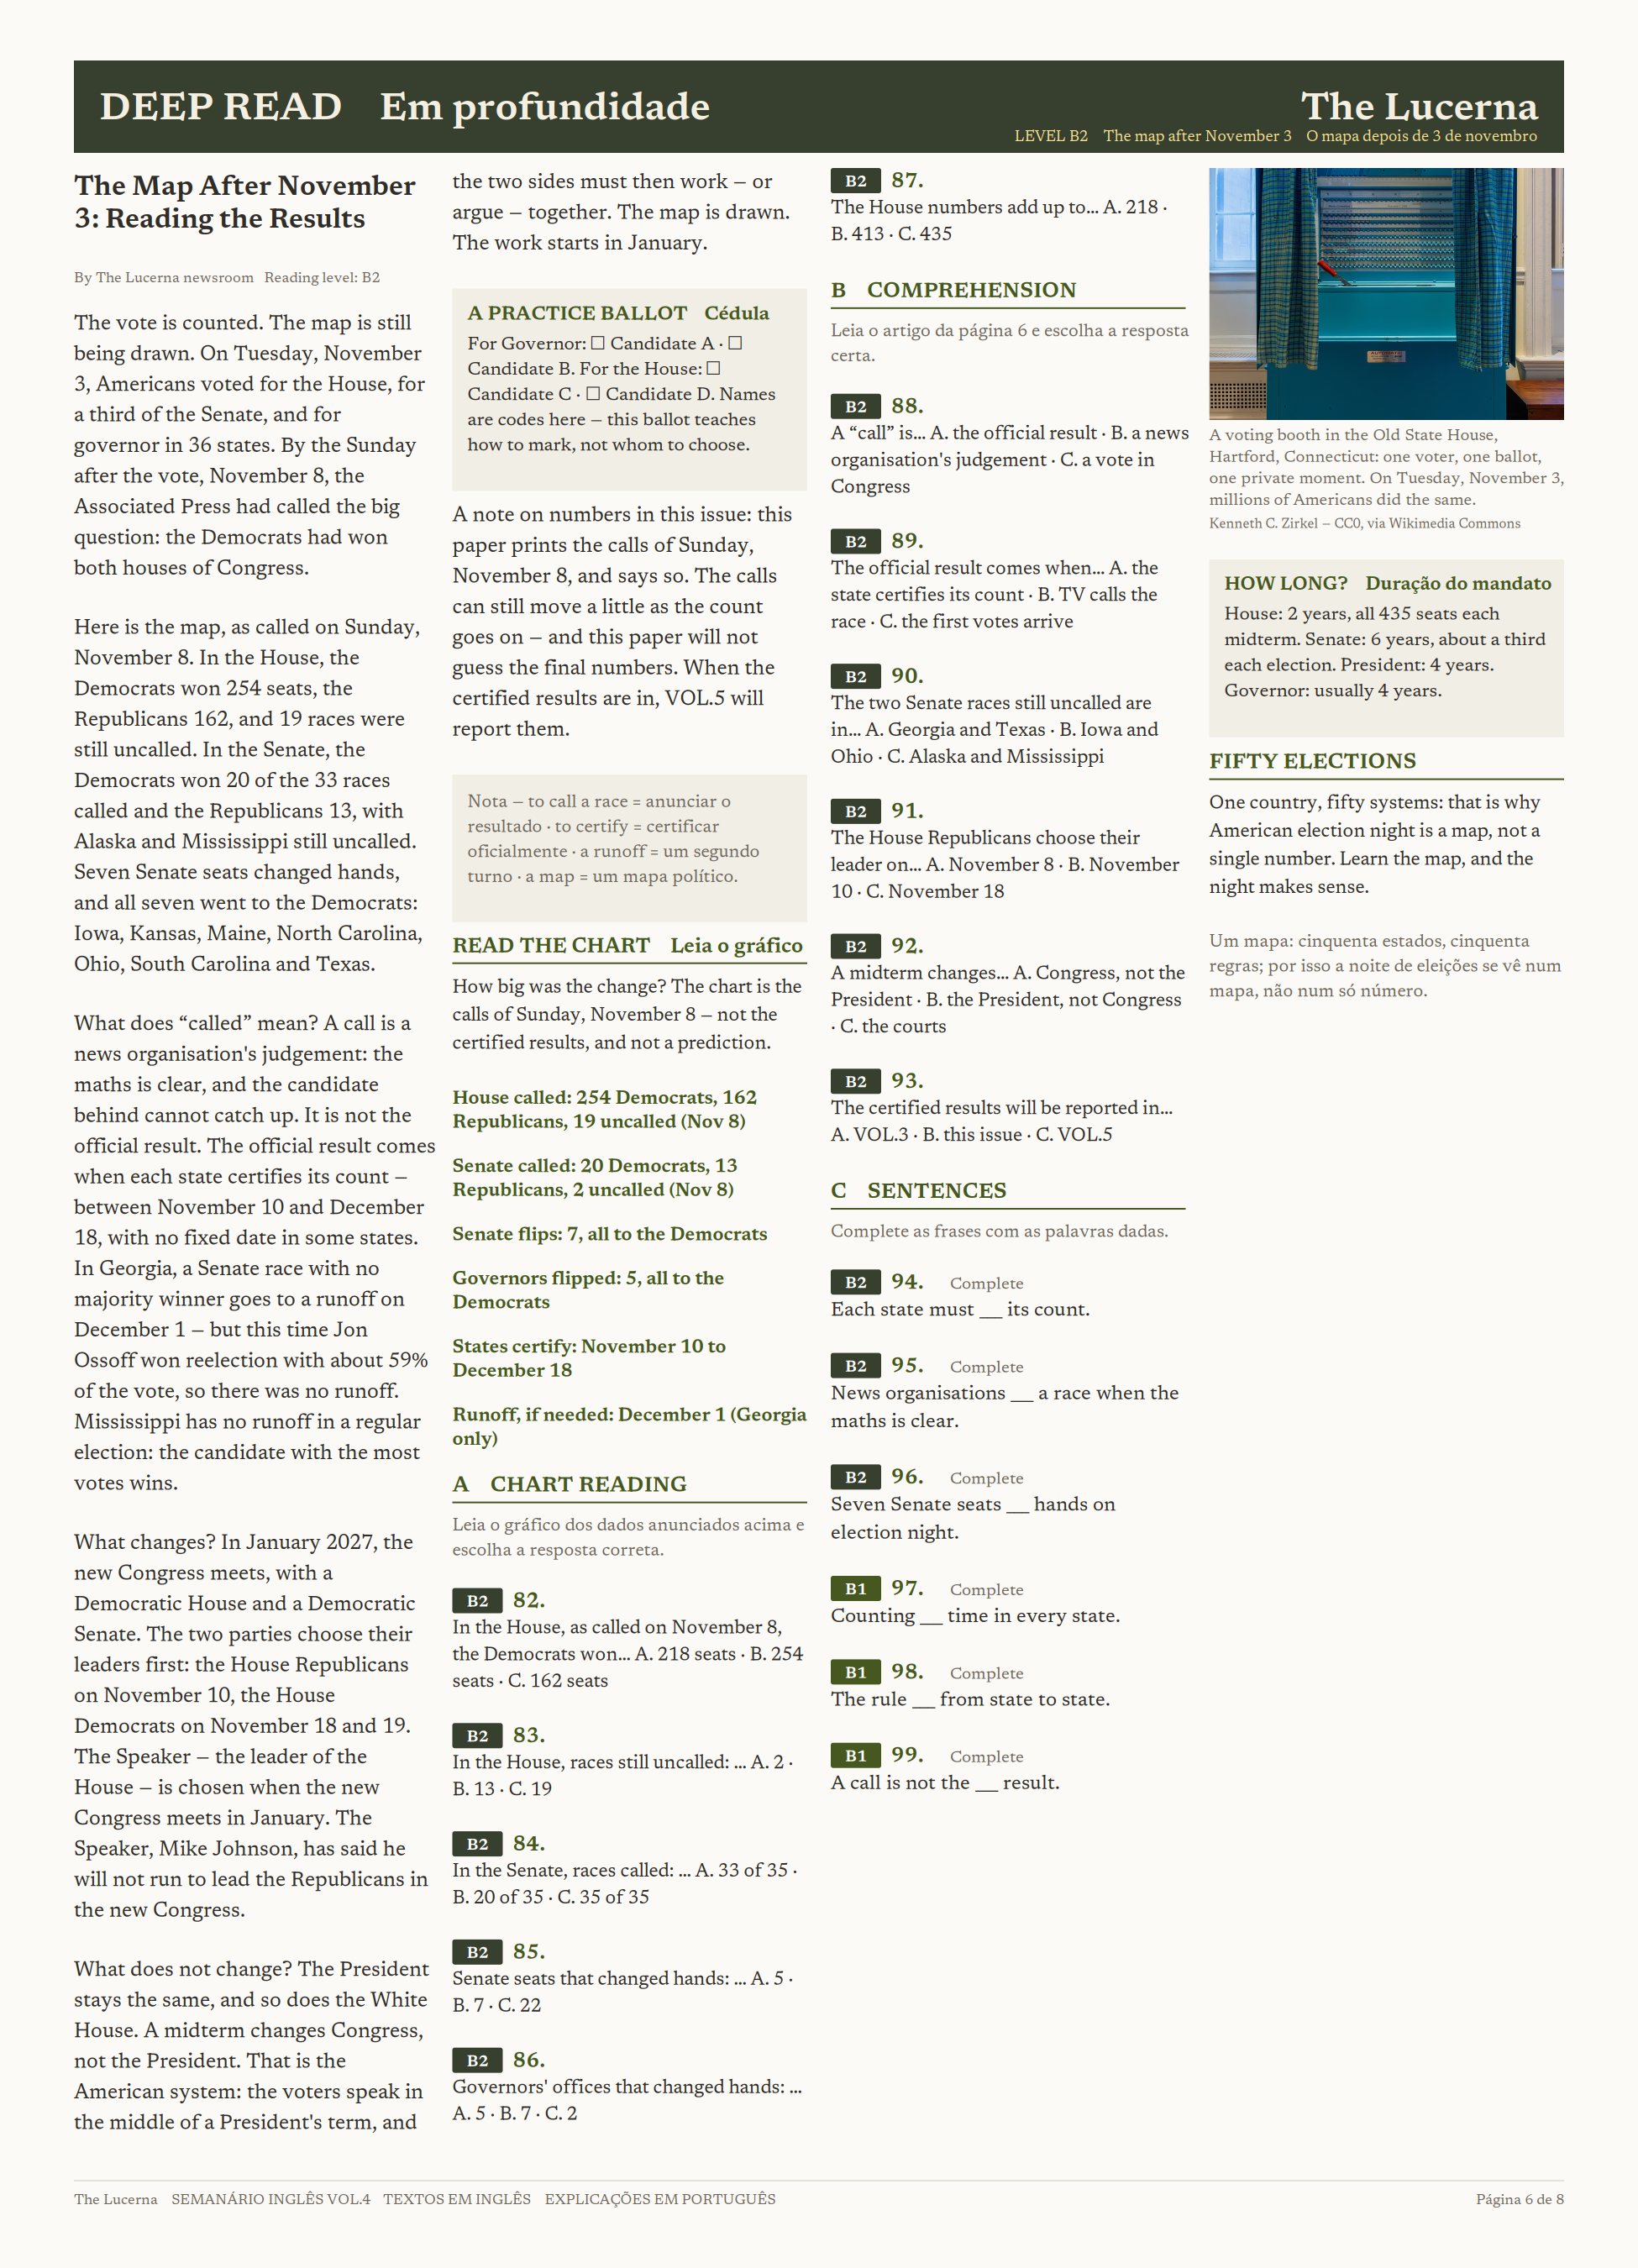 DEEP READ Em profundidade
The Lucerna
LEVEL B2 The map after November 3 O mapa depois de 3 de novembro
The Map After November
3: Reading the Results
By The Lucerna newsroom Reading level: B2
The vote is counted. The map is still
being drawn. On Tuesday, November
3, Americans voted for the House, for
a third of the Senate, and for
governor in 36 states. By the Sunday
after the vote, November 8, the
Associated Press had called the big
question: the Democrats had won
both houses of Congress.
Here is the map, as called on Sunday,
November 8. In the House, the
Democrats won 254 seats, the
Republicans 162, and 19 races were
still uncalled. In the Senate, the
Democrats won 20 of the 33 races
called and the Republicans 13, with
Alaska and Mississippi still uncalled.
Seven Senate seats changed hands,
and all seven went to the Democrats:
Iowa, Kansas, Maine, North Carolina,
Ohio, South Carolina and Texas.
What does “called” mean? A call is a
news organisation's judgement: the
maths is clear, and the candidate
behind cannot catch up. It is not the
official result. The official result comes
when each state certifies its count –
between November 10 and December
18, with no fixed date in some states.
In Georgia, a Senate race with no
majority winner goes to a runoff on
December 1 – but this time Jon
Ossoff won reelection with about 59%
of the vote, so there was no runoff.
Mississippi has no runoff in a regular
election: the candidate with the most
votes wins.
What changes? In January 2027, the
new Congress meets, with a
Democratic House and a Democratic
Senate. The two parties choose their
leaders first: the House Republicans
on November 10, the House
Democrats on November 18 and 19.
The Speaker – the leader of the
House – is chosen when the new
Congress meets in January. The
Speaker, Mike Johnson, has said he
will not run to lead the Republicans in
the new Congress.
What does not change? The President
stays the same, and so does the White
House. A midterm changes Congress,
not the President. That is the
American system: the voters speak in
the middle of a President's term, and
the two sides must then work – or
argue – together. The map is drawn.
The work starts in January.
A PRACTICE BALLOT Cédula
For Governor: ☐ Candidate A · ☐
Candidate B. For the House: ☐
Candidate C · ☐ Candidate D. Names
are codes here – this ballot teaches
how to mark, not whom to choose.
A note on numbers in this issue: this
paper prints the calls of Sunday,
November 8, and says so. The calls
can still move a little as the count
goes on – and this paper will not
guess the final numbers. When the
certified results are in, VOL.5 will
report them.
Nota – to call a race = anunciar o
resultado · to certify = certificar
oficialmente · a runoff = um segundo
turno · a map = um mapa político.
READ THE CHART Leia o gráfico
How big was the change? The chart is the
calls of Sunday, November 8 – not the
certified results, and not a prediction.
House called: 254 Democrats, 162
Republicans, 19 uncalled (Nov 8)
Senate called: 20 Democrats, 13
Republicans, 2 uncalled (Nov 8)
Senate flips: 7, all to the Democrats
Governors flipped: 5, all to the
Democrats
States certify: November 10 to
December 18
Runoff, if needed: December 1 (Georgia
only)
A CHART READING
Leia o gráfico dos dados anunciados acima e
escolha a resposta correta.
B2 82.
In the House, as called on November 8,
the Democrats won... A. 218 seats · B. 254
seats · C. 162 seats
B2 83.
In the House, races still uncalled: ... A. 2 ·
B. 13 · C. 19
B2 84.
In the Senate, races called: ... A. 33 of 35 ·
B. 20 of 35 · C. 35 of 35
B2 85.
Senate seats that changed hands: ... A. 5 ·
B. 7 · C. 22
B2 86.
Governors' offices that changed hands: ...
A. 5 · B. 7 · C. 2
B2 87.
The House numbers add up to... A. 218 ·
B. 413 · C. 435
B COMPREHENSION
Leia o artigo da página 6 e escolha a resposta
certa.
B2 88.
A “call” is... A. the official result · B. a news
organisation's judgement · C. a vote in
Congress
B2 89.
The official result comes when... A. the
state certifies its count · B. TV calls the
race · C. the first votes arrive
B2 90.
The two Senate races still uncalled are
in... A. Georgia and Texas · B. Iowa and
Ohio · C. Alaska and Mississippi
B2 91.
The House Republicans choose their
leader on... A. November 8 · B. November
10 · C. November 18
B2 92.
A midterm changes... A. Congress, not the
President · B. the President, not Congress
· C. the courts
B2 93.
The certified results will be reported in...
A. VOL.3 · B. this issue · C. VOL.5
C SENTENCES
Complete as frases com as palavras dadas.
B2 94. Complete
Each state must __ its count.
B2 95. Complete
News organisations __ a race when the
maths is clear.
B2 96. Complete
Seven Senate seats __ hands on
election night.
B1 97. Complete
Counting __ time in every state.
B1 98. Complete
The rule __ from state to state.
B1 99. Complete
A call is not the __ result.
A voting booth in the Old State House,
Hartford, Connecticut: one voter, one ballot,
one private moment. On Tuesday, November 3,
millions of Americans did the same.
Kenneth C. Zirkel – CC0, via Wikimedia Commons
HOW LONG? Duração do mandato
House: 2 years, all 435 seats each
midterm. Senate: 6 years, about a third
each election. President: 4 years.
Governor: usually 4 years.
FIFTY ELECTIONS
One country, fifty systems: that is why
American election night is a map, not a
single number. Learn the map, and the
night makes sense.
Um mapa: cinquenta estados, cinquenta
regras; por isso a noite de eleições se vê num
mapa, não num só número.
The Lucerna SEMANÁRIO INGLÊS VOL.4 TEXTOS EM INGLÊS EXPLICAÇÕES EM PORTUGUÊS
Página 6 de 8